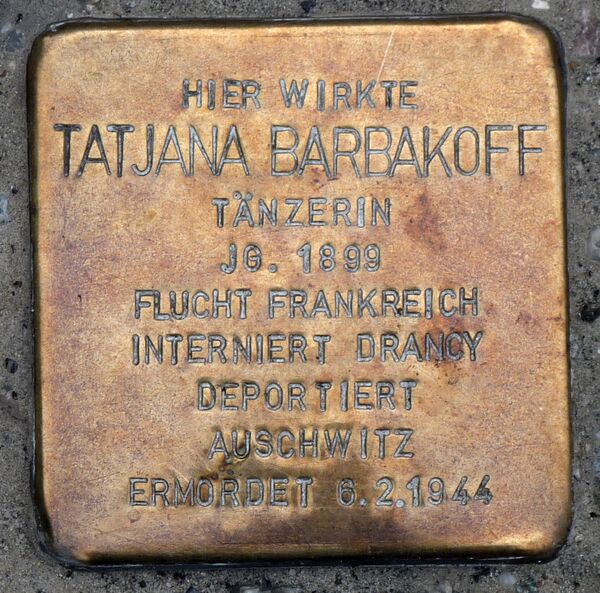 HIER WIRKTE
TATJANA BARBAKOFF
TÄNZERIN
JG. 1899
FLUCHT FRANKREICH
INTERNIERT DRANCY
DEPORTIERT
AUSCHWITZ
ERMORDET 6.2.1944